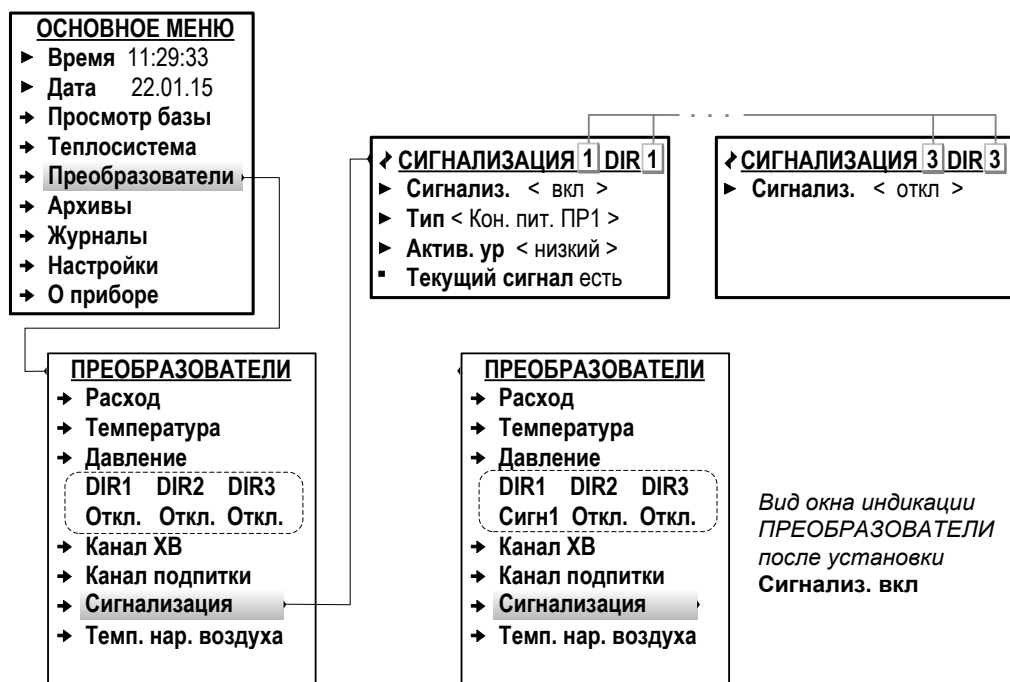 ОСНОВНОЕ МЕНЮ
Время 11:29:33
Дата 22.01.15
Просмотр базы
Теплосистема
Преобразователи
Архивы
Журналы
Настройки
О приборе
СИГНАЛИЗАЦИЯ 1 DIR 1
Сигнализ. < вкл >
Тип < Кон. пит. ПР1 >
Актив. ур < низкий >
Текущий сигнал есть
. . .
СИГНАЛИЗАЦИЯ 3 DIR 3
Сигнализ. < откл >
ПРЕОБРАЗОВАТЕЛИ
Расход
Температура
Давление
DIR1 DIR2 DIR3
Откл. Откл. Откл.
Канал ХВ
Канал подпитки
Сигнализация
Темп. нар. воздуха
ПРЕОБРАЗОВАТЕЛИ
Расход
Температура
Давление
DIR1 DIR2 DIR3
Сигн1 Откл. Откл.
Канал ХВ
Канал подпитки
Сигнализация
Темп. нар. воздуха
Вид окна индикации
ПРЕОБРАЗОВАТЕЛИ
после установки
Сигнализ. вкл